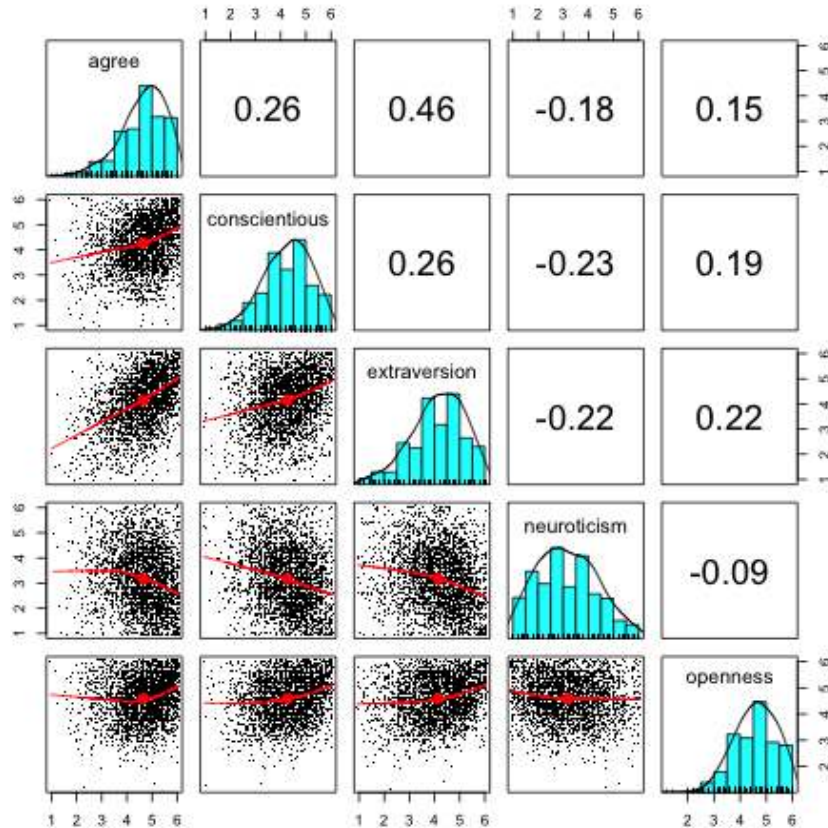 1 2 3 4 5 6
1 2 3 4 5 6
agree
0.26
0.46
-0.18
0.15
1 2 3 4 5 6
1 2 3 4 5 6
conscientious
0.26
-0.23
0.19
extraversion
-0.22
0.22
1 2 3 4 5 6
1 2 3 4 5 6
neuroticism
-0.09
openness
2 3 4 5 6
1 2 3 4 5 6
1 2 3 4 5 6
2 3 4 5 6